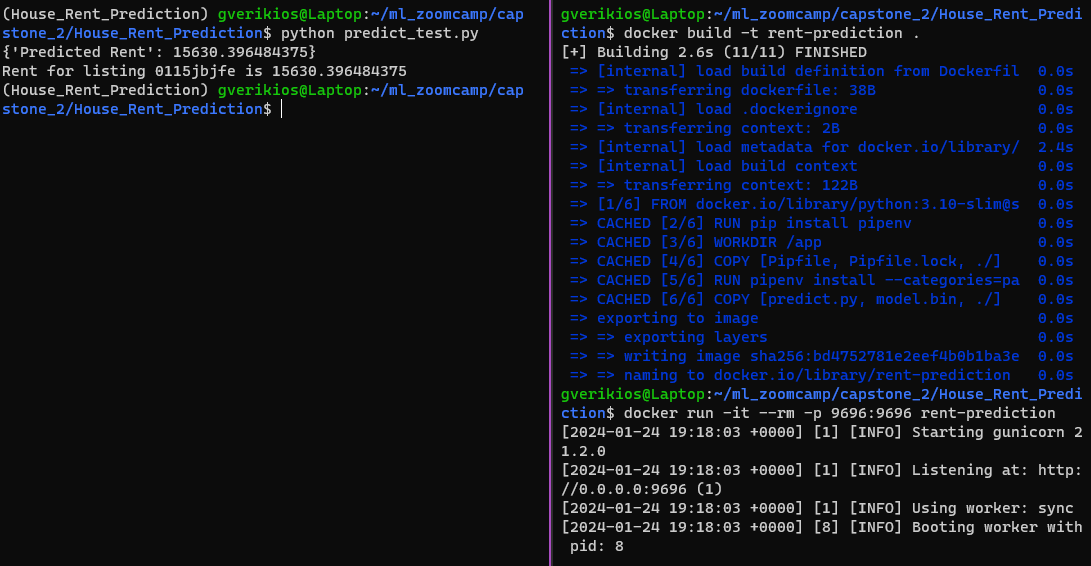 (House_Rent_Prediction) gverikios@Laptop:~/ml_zoomcamp/cap
stone_2/House_Rent_Prediction$ python predict_test.py
{'Predicted Rent': 15630.396484375}
Rent for listing 0115jbjfe is 15630.396484375
(House_Rent_Prediction) gverikios@Laptop:~/ml_zoomcamp/cap
stone_2/House_Rent_Prediction$
gverikios@Laptop:~/ml_zoomcamp/capstone_2/House_Rent_Predi
ction$ docker build -t rent-prediction .
[+] Building 2.6s (11/11) FINISHED
=> [internal] load build definition from Dockerfil 0.0s
=> => transferring dockerfile: 38B 0.0s
=> [internal] load .dockerignore 0.0s
=> => transferring context: 2B 0.0s
=> [internal] load metadata for docker.io/library/ 2.4s
=> [internal] load build context 0.0s
=> => transferring context: 122B 0.0s
=> [1/6] FROM docker.io/library/python:3.10-slim@s 0.0s
=> CACHED [2/6] RUN pip install pipenv 0.0s
=> CACHED [3/6] WORKDIR /app 0.0s
=> CACHED [4/6] COPY [Pipfile, Pipfile.lock, ./] 0.0s
=> CACHED [5/6] RUN pipenv install --categories=pa 0.0s
=> CACHED [6/6] COPY [predict.py, model.bin, ./] 0.0s
=> exporting to image 0.0s
=> => exporting layers 0.0s
=> => writing image sha256:bd4752781e2eef4b0b1ba3e 0.0s
=> => naming to docker.io/library/rent-prediction 0.0s
gverikios@Laptop:~/ml_zoomcamp/capstone_2/House_Rent_Predi
ction$ docker run -it --rm -p 9696:9696 rent-prediction
[2024-01-24 19:18:03 +0000] [1] [INFO] Starting gunicorn 2
1.2.0
[2024-01-24 19:18:03 +0000] [1] [INFO] Listening at: http:
//0.0.0.0:9696 (1)
[2024-01-24 19:18:03 +0000] [1] [INFO] Using worker: sync
[2024-01-24 19:18:03 +0000] [8] [INFO] Booting worker with
pid: 8